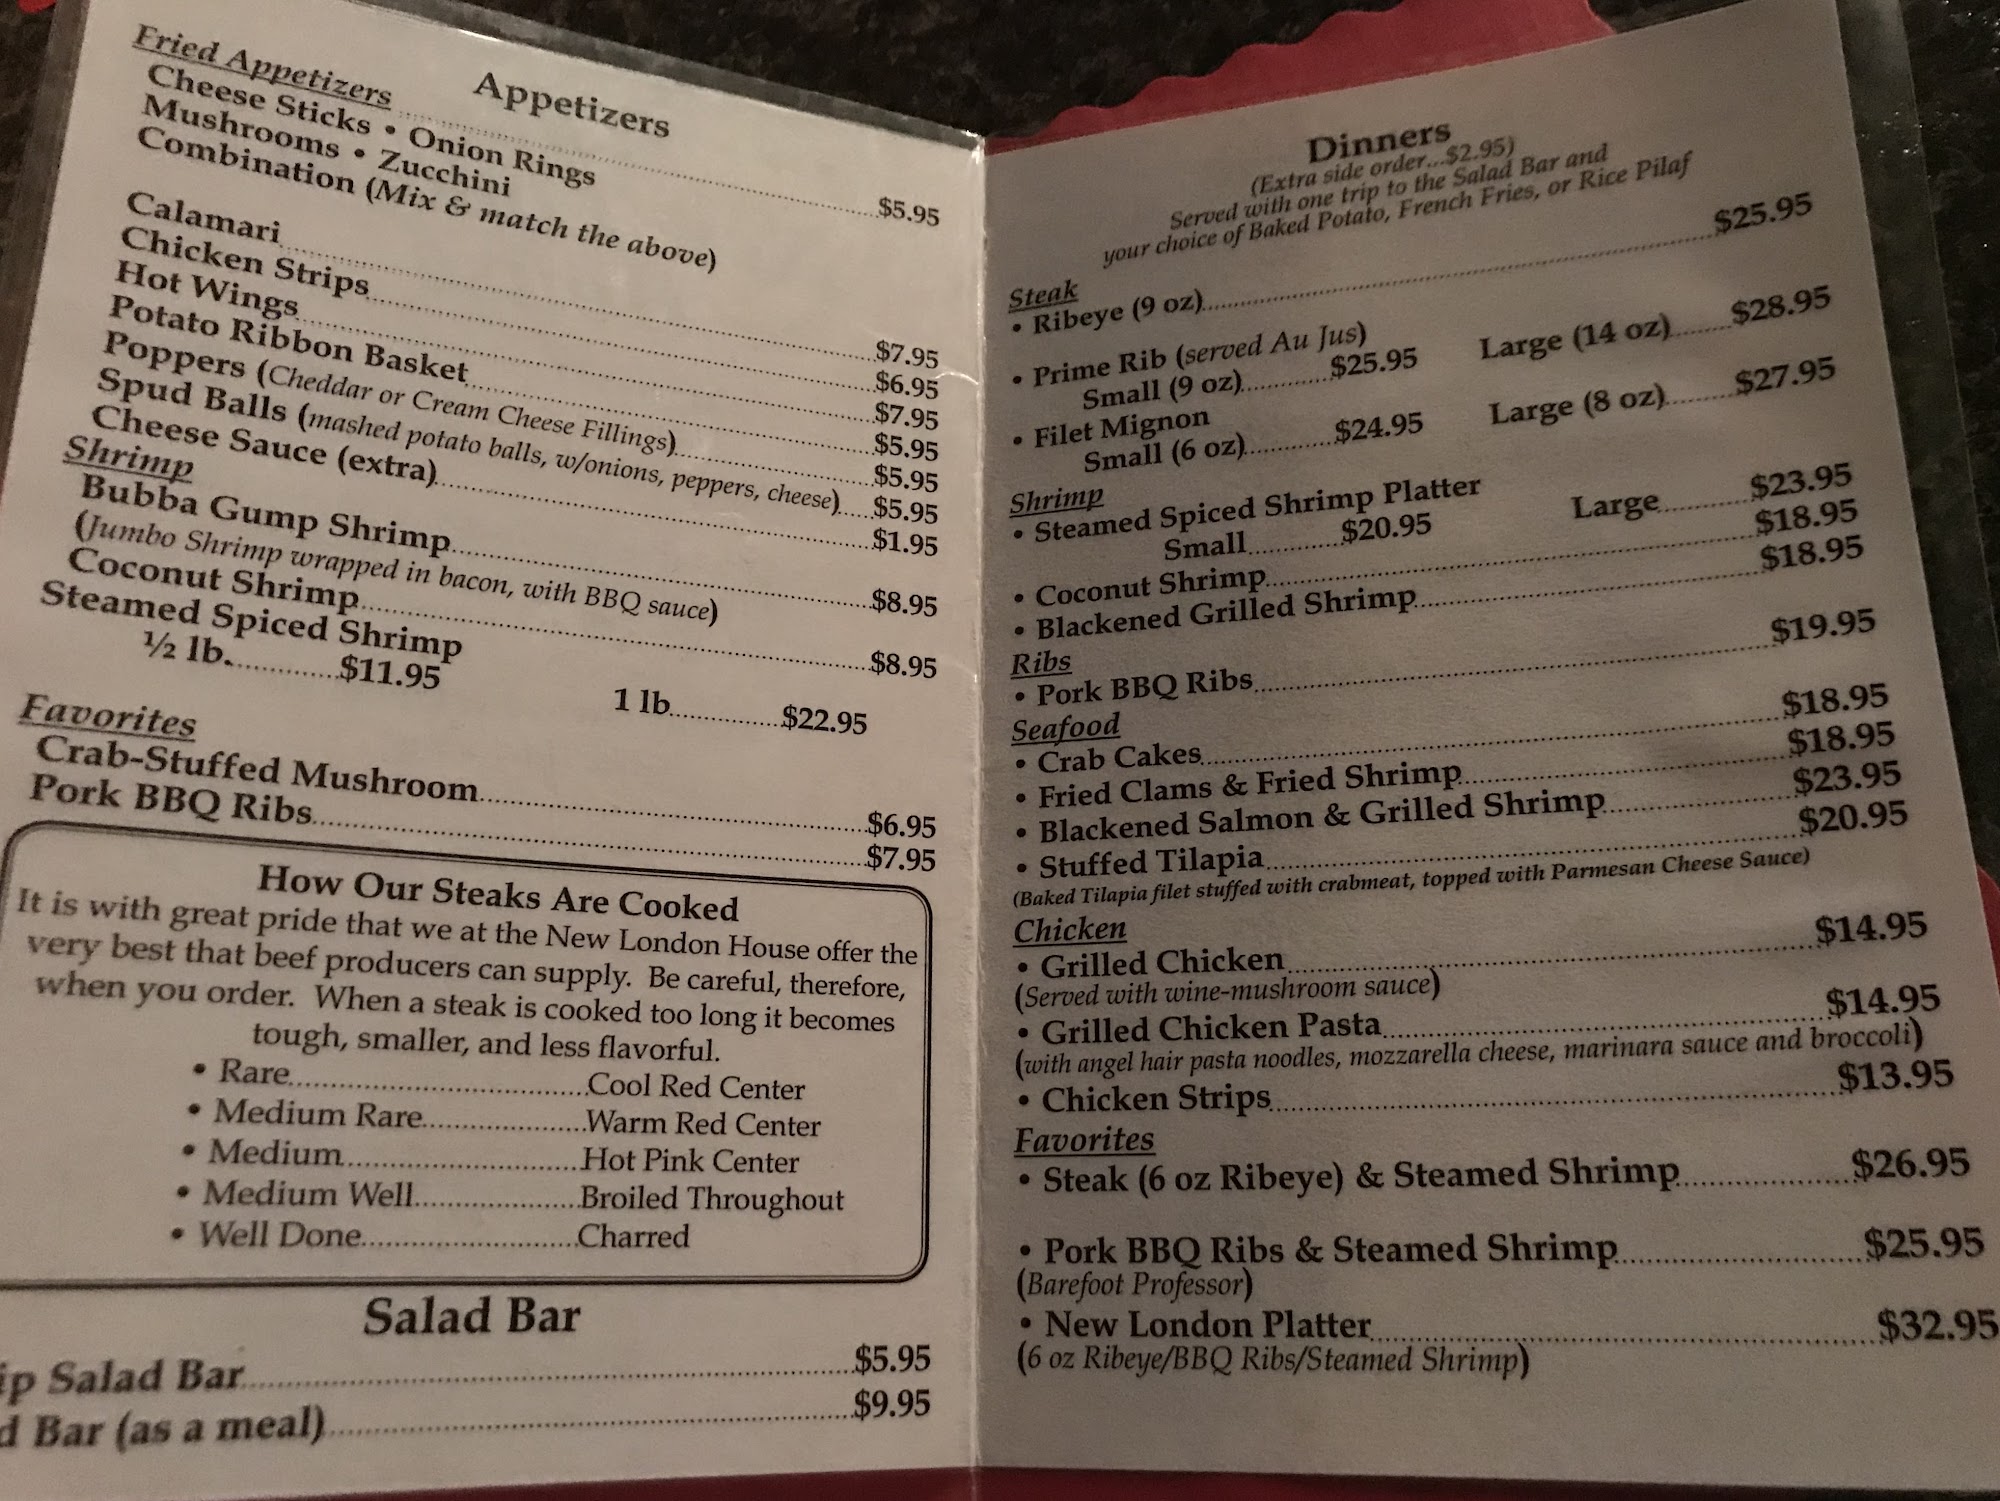 Appetizers
Fried Appetizers........$5.95
Cheese Sticks • Onion Rings
Mushrooms • Zucchini
Combination (Mix & match the above)
Calamari........$7.95
Chicken Strips........$6.95
Hot Wings........$7.95
Potato Ribbon Basket........$5.95
Poppers (Cheddar or Cream Cheese Fillings)........$5.95
Spud Balls (mashed potato balls, w/onions, peppers, cheese).....$5.95
Cheese Sauce (extra)........$1.95
Shrimp
Bubba Gump Shrimp........$8.95
(Jumbo Shrimp wrapped in bacon, with BBQ sauce)
Coconut Shrimp........$8.95
Steamed Spiced Shrimp
½ lb.............$11.95 1 lb..............$22.95
Favorites
Crab-Stuffed Mushroom........$6.95
Pork BBQ Ribs........$7.95
How Our Steaks Are Cooked
It is with great pride that we at the New London House offer the
very best that beef producers can supply. Be careful, therefore,
when you order. When a steak is cooked too long it becomes
tough, smaller, and less flavorful.
• Rare........Cool Red Center
• Medium Rare........Warm Red Center
• Medium........Hot Pink Center
• Medium Well........Broiled Throughout
• Well Done........Charred
Salad Bar
Salad Bar........$5.95
Bar (as a meal)........$9.95
Dinners
(Extra side order...$2.95)
Served with one trip to the Salad Bar and
your choice of Baked Potato, French Fries, or Rice Pilaf
Steak
• Ribeye (9 oz)........$25.95
• Prime Rib (served Au Jus)
Small (9 oz)............$25.95 Large (14 oz)........$28.95
• Filet Mignon
Small (6 oz)............$24.95 Large (8 oz)..........$27.95
Shrimp
• Steamed Spiced Shrimp Platter
Small.............$20.95 Large............$23.95
• Coconut Shrimp........$18.95
• Blackened Grilled Shrimp........$18.95
Ribs
• Pork BBQ Ribs........$19.95
Seafood
• Crab Cakes........$18.95
• Fried Clams & Fried Shrimp........$18.95
• Blackened Salmon & Grilled Shrimp........$23.95
• Stuffed Tilapia........$20.95
(Baked Tilapia filet stuffed with crabmeat, topped with Parmesan Cheese Sauce)
Chicken
• Grilled Chicken........$14.95
(Served with wine-mushroom sauce)
• Grilled Chicken Pasta........$14.95
(with angel hair pasta noodles, mozzarella cheese, marinara sauce and broccoli)
• Chicken Strips........$13.95
Favorites
• Steak (6 oz Ribeye) & Steamed Shrimp........$26.95
• Pork BBQ Ribs & Steamed Shrimp........$25.95
(Barefoot Professor)
• New London Platter........$32.95
(6 oz Ribeye/BBQ Ribs/Steamed Shrimp)